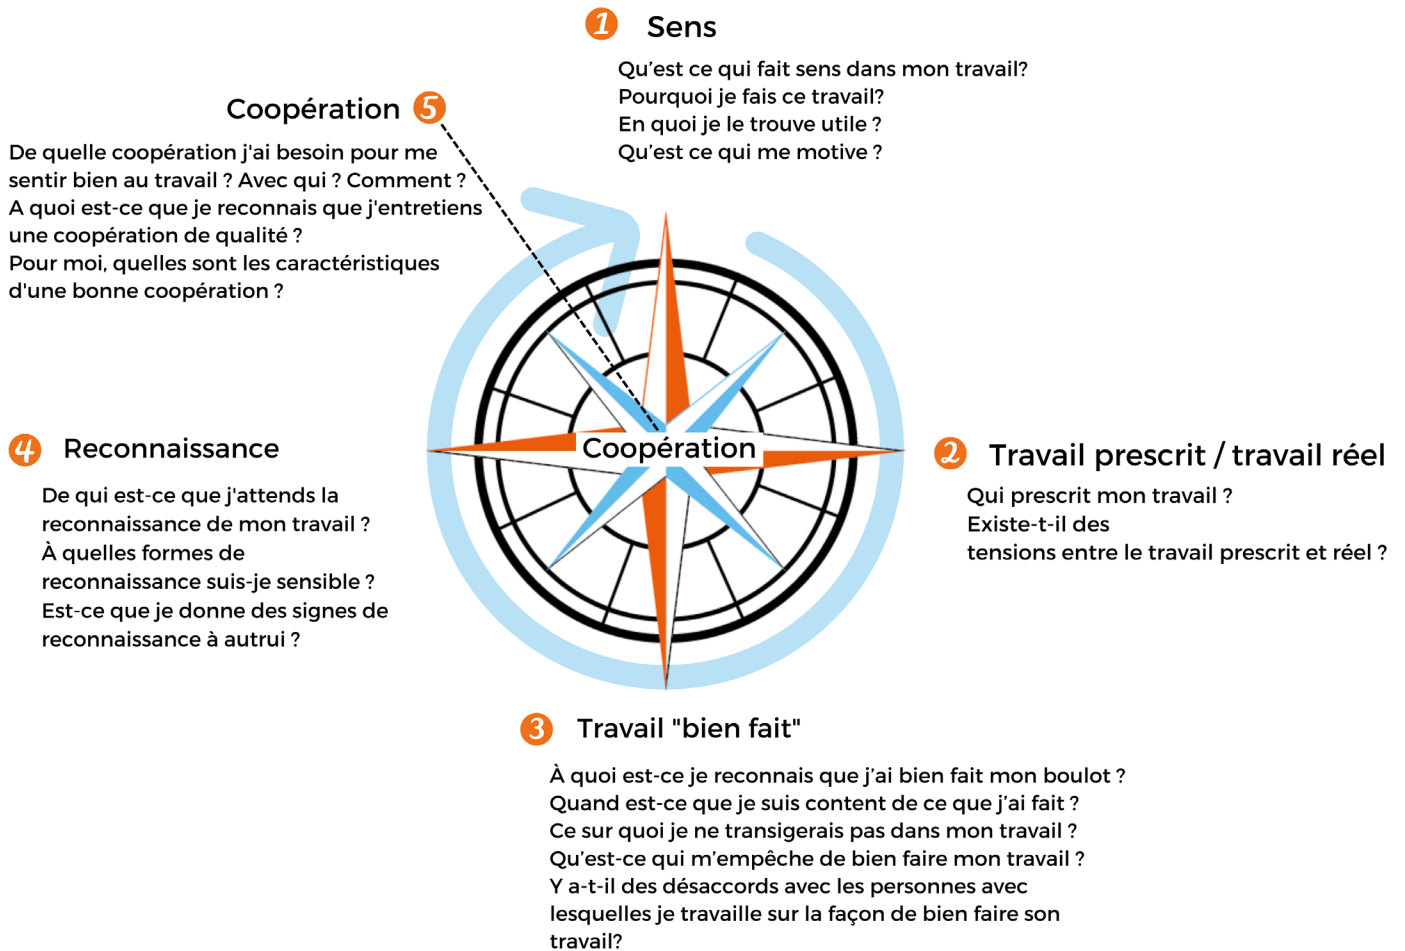 1 Sens
Qu’est ce qui fait sens dans mon travail?
Pourquoi je fais ce travail?
En quoi je le trouve utile ?
Qu’est ce qui me motive ?
2 Travail prescrit / travail réel
Qui prescrit mon travail ?
Existe-t-il des
tensions entre le travail prescrit et réel ?
3 Travail "bien fait"
À quoi est-ce je reconnais que j’ai bien fait mon boulot ?
Quand est-ce que je suis content de ce que j’ai fait ?
Ce sur quoi je ne transigerais pas dans mon travail ?
Qu’est-ce qui m’empêche de bien faire mon travail ?
Y a-t-il des désaccords avec les personnes avec
lesquelles je travaille sur la façon de bien faire son
travail?
4 Reconnaissance
De qui est-ce que j'attends la
reconnaissance de mon travail ?
À quelles formes de
reconnaissance suis-je sensible ?
Est-ce que je donne des signes de
reconnaissance à autrui ?
Coopération 5
De quelle coopération j'ai besoin pour me
sentir bien au travail ? Avec qui ? Comment ?
A quoi est-ce que je reconnais que j'entretiens
une coopération de qualité ?
Pour moi, quelles sont les caractéristiques
d'une bonne coopération ?
Coopération